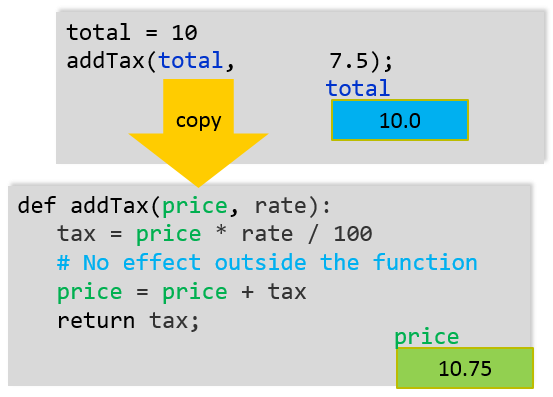 total = 10
addTax(total, 7.5);
total
10.0
copy
def addTax(price, rate):
tax = price * rate / 100
# No effect outside the function
price = price + tax
return tax;
price
10.75